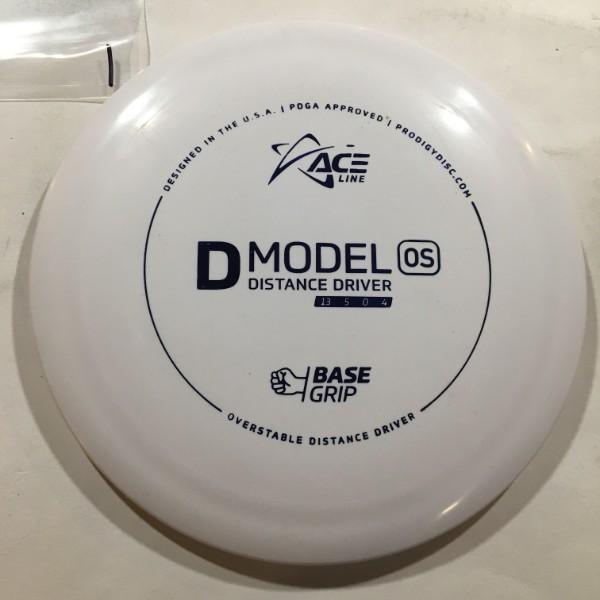 DESIGNED IN THE U.S.A. | PDGA APPROVED | PRODIGYDISC.COM
ACE
LINE
D MODEL OS
DISTANCE DRIVER
13 5 0 4
BASE
GRIP
OVERSTABLE DISTANCE DRIVER